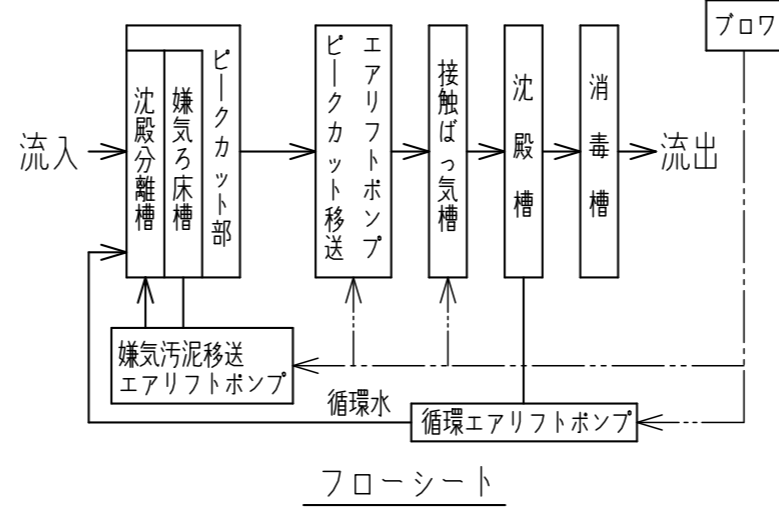 ブロワ
流入
沈殿分離槽
嫌気ろ床槽
ピークカット部
ピークカット移送
エアリフトポンプ
接触ばっ気槽
沈殿槽
消毒槽
流出
嫌気汚泥移送
エアリフトポンプ
循環水
循環エアリフトポンプ
フローシート